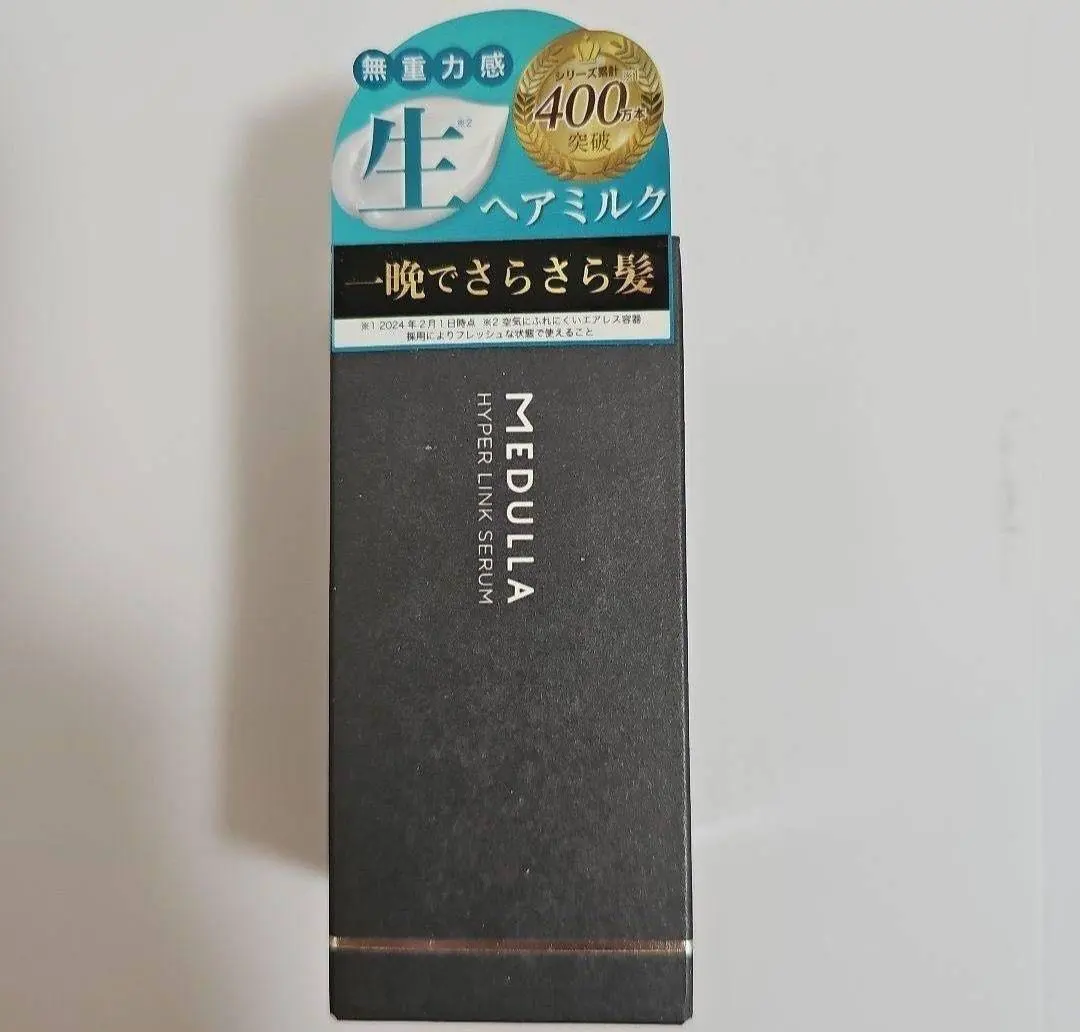 無重力感
シリーズ累計※1
400万本
突破
生※2
ヘアミルク
一晩でさらさら髪
※1 2024年2月1日時点 ※2 空気にふれにくいエアレス容器
採用によりフレッシュな状態で使えること
MEDULLA
HYPER LINK SERUM